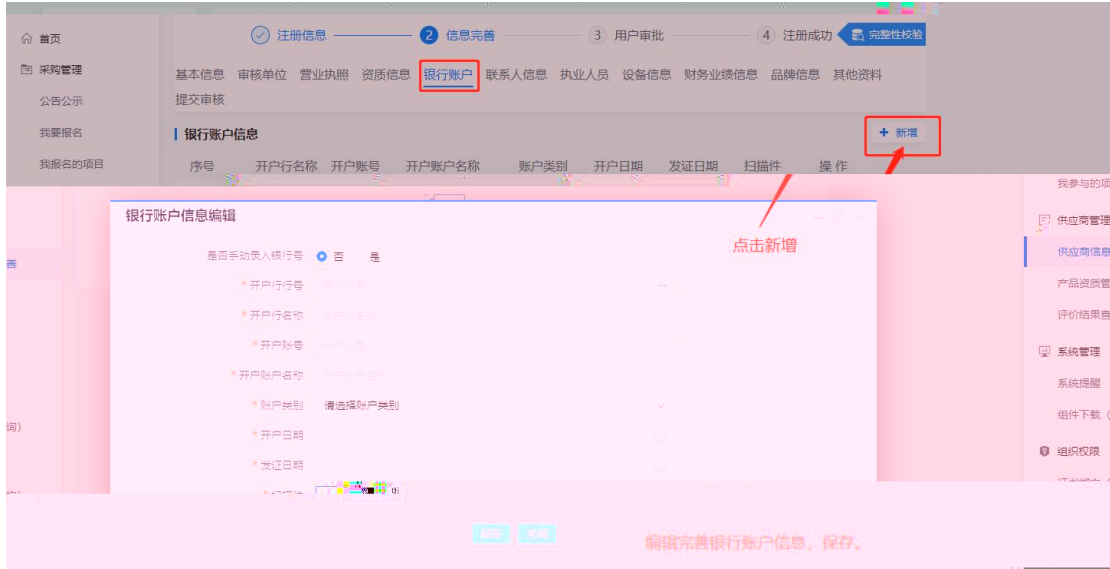 首页
采购管理
公告公示
我要报名
我报名的项目
注册信息 2 信息完善 3 用户审批 4 注册成功 完整性校验
基本信息 审核单位 营业执照 资质信息 银行账户 联系人信息 执业人员 设备信息 财务业绩信息 品牌信息 其他资料
提交审核
银行账户信息
+ 新增
序号 开户行名称 开户账号 开户账户名称 账户类别 开户日期 发证日期 扫描件 操作
银行账户信息编辑
点击新增
是否手动录入银行号 否 是
*开户行行号 ...
*开户行名称
*开户账号
*开户账户名称
*账户类别 请选择账户类别
*开户日期
*发证日期
善
询)
我参与的项
供应商管理
供应商信息
产品资质管
评价结果查
系统管理
系统提醒
组件下载（
组织权限
保存 关闭
编辑完善银行账户信息，保存。